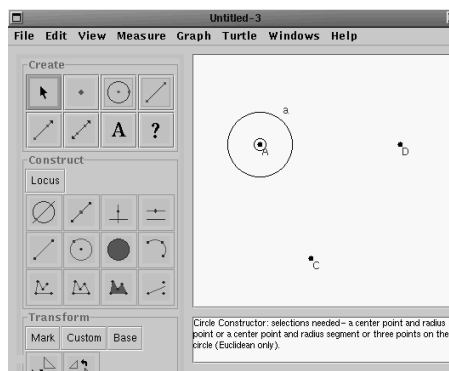 Untitled-3
File Edit View Measure Graph Turtle Windows Help
Create
A ?
Construct
Locus
Transform
Mark Custom Base
a
A
D
C
Circle Constructor: selections needed- a center point and radius
point or a center point and radius segment or three points on the
circle (Euclidean only).